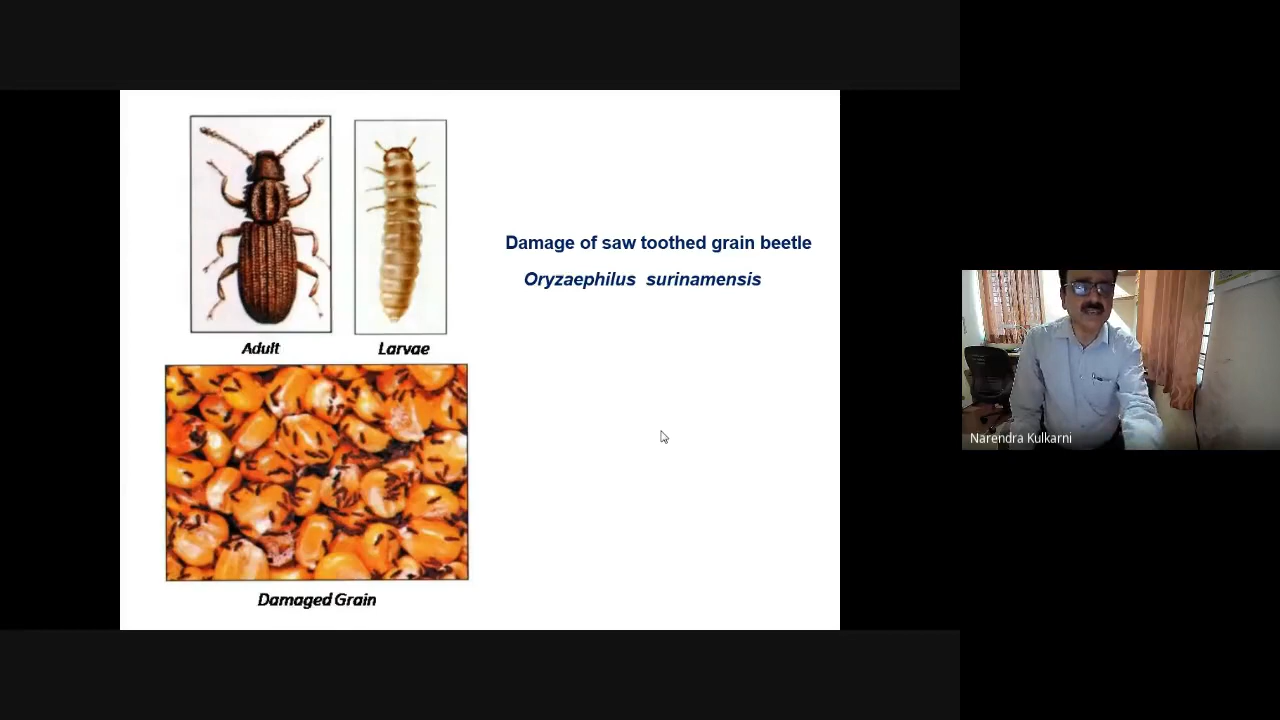 Damage of saw toothed grain beetle
Oryzaephilus surinamensis
Adult
Larvae
Damaged Grain
Narendra Kulkarni